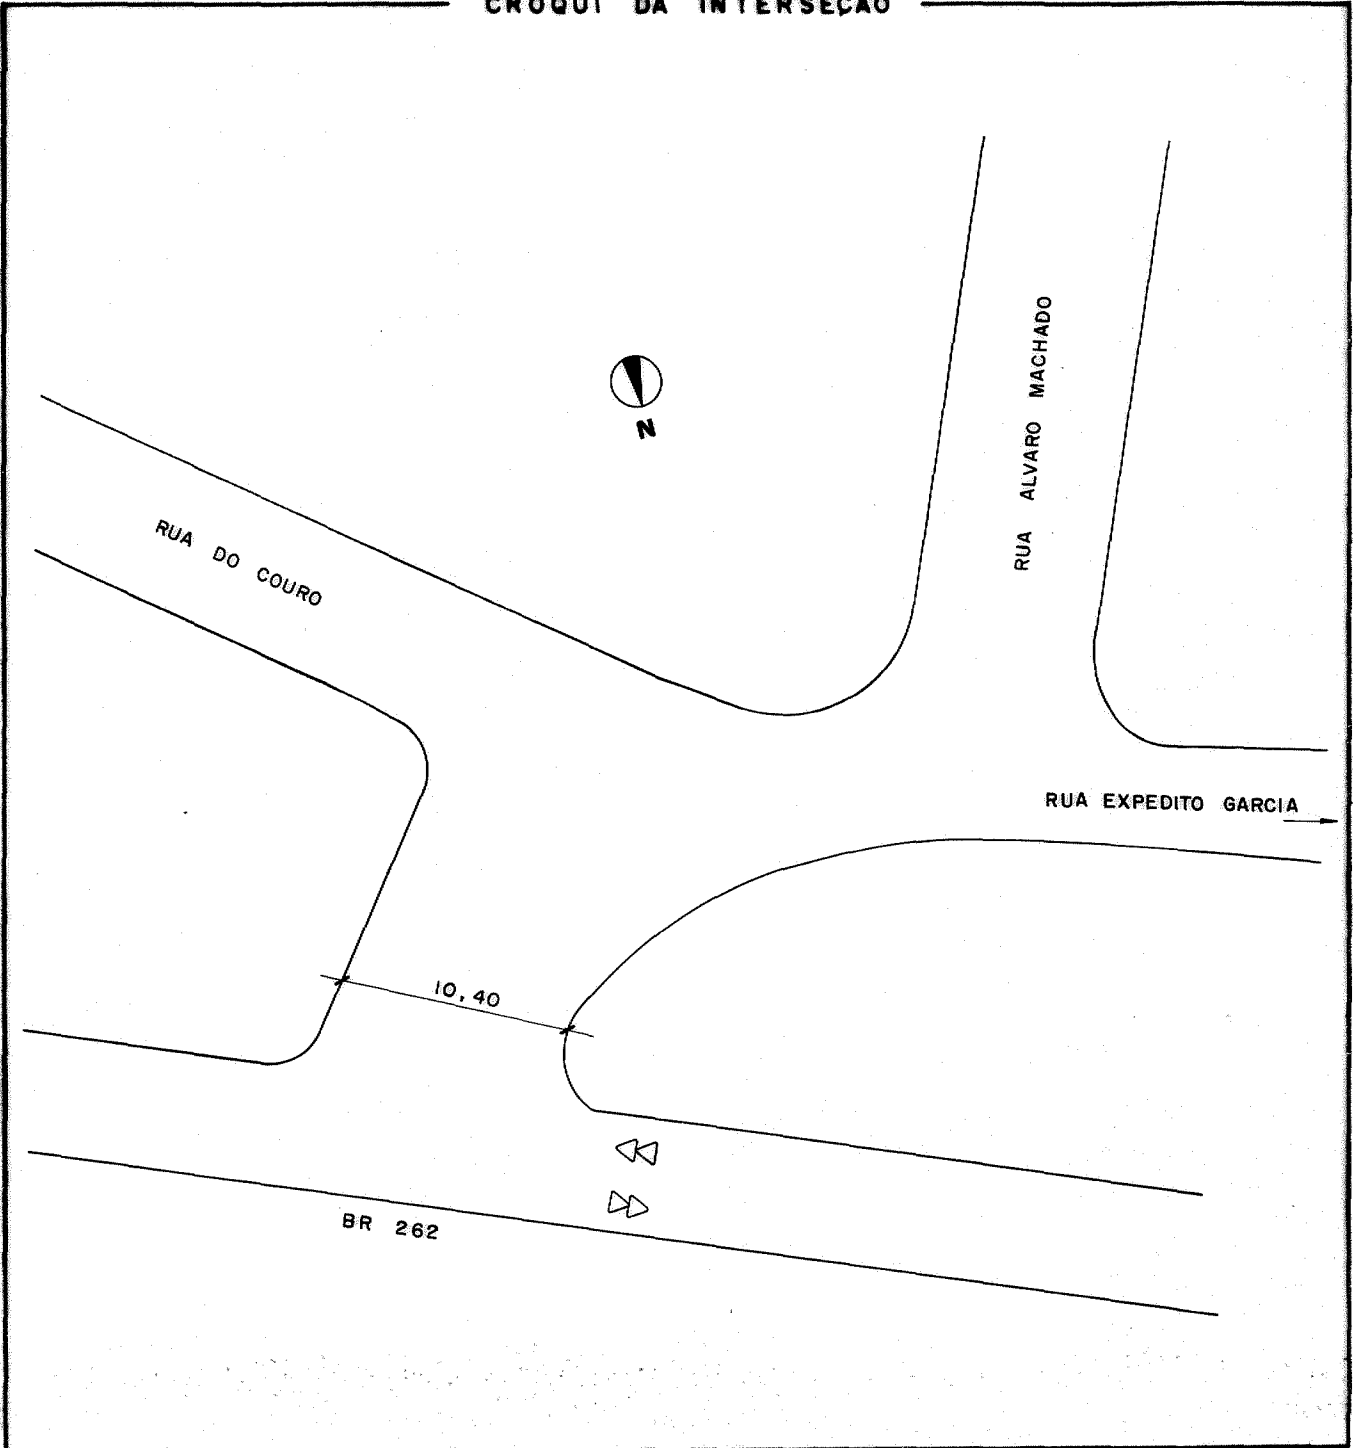 CROQUI DA INTERSEÇÃO
RUA ALVARO MACHADO
N
RUA DO COURO
RUA EXPEDITO GARCIA
10,40
BR 262